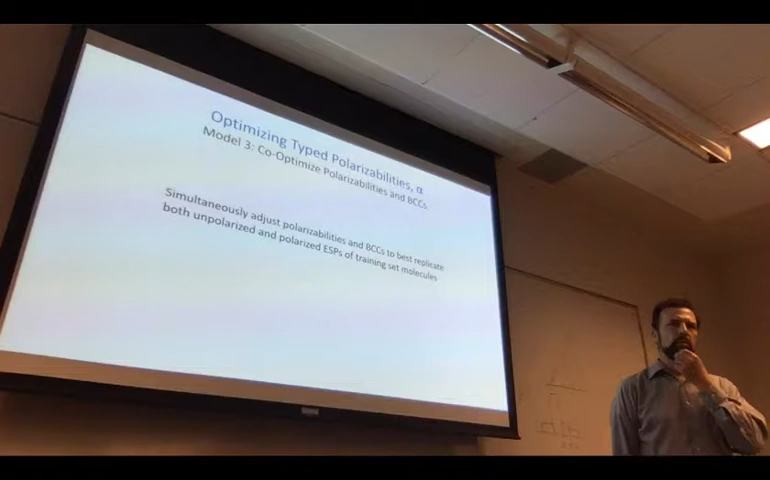 Optimizing Typed Polarizabilities, α
Model 3: Co-Optimize Polarizabilities and BCCs
Simultaneously adjust polarizabilities and BCCs to best replicate
both unpolarized and polarized ESPs of training set molecules